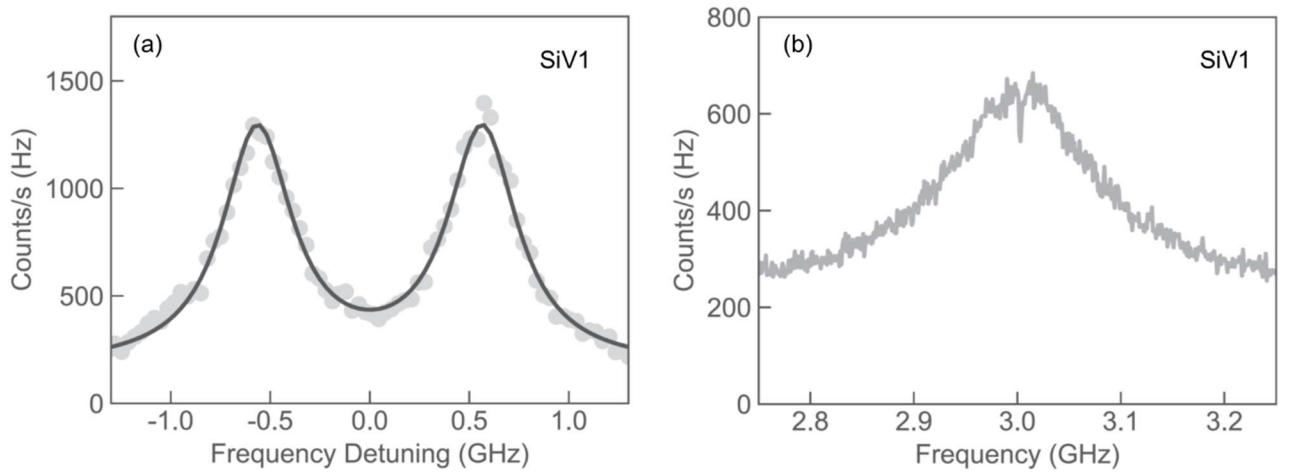 (a)
SiV1
1500
1000
500
0
Counts/s (Hz)
-1.0 -0.5 0.0 0.5 1.0
Frequency Detuning (GHz)
(b)
SiV1
800
600
400
200
0
Counts/s (Hz)
2.8 2.9 3.0 3.1 3.2
Frequency (GHz)